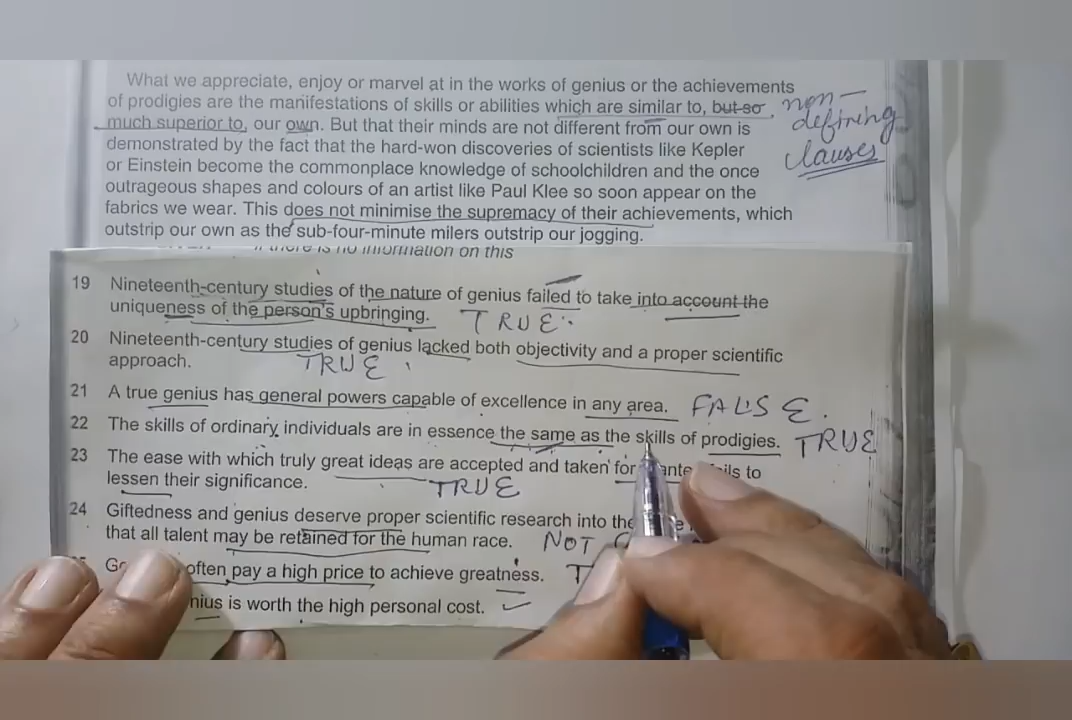 What we appreciate, enjoy or marvel at in the works of genius or the achievements
of prodigies are the manifestations of skills or abilities which are similar to, but so
much superior to, our own. But that their minds are not different from our own is
demonstrated by the fact that the hard-won discoveries of scientists like Kepler
or Einstein become the commonplace knowledge of schoolchildren and the once
outrageous shapes and colours of an artist like Paul Klee so soon appear on the
fabrics we wear. This does not minimise the supremacy of their achievements, which
outstrip our own as the sub-four-minute milers outstrip our jogging.
non-
defining
clauses
if there is no information on this
19 Nineteenth-century studies of the nature of genius failed to take into account the
uniqueness of the person's upbringing. TRUE
20 Nineteenth-century studies of genius lacked both objectivity and a proper scientific
approach. TRUE
21 A true genius has general powers capable of excellence in any area. FALSE.
22 The skills of ordinary individuals are in essence the same as the skills of prodigies. TRUE
23 The ease with which truly great ideas are accepted and taken for to
lessen their significance. TRUE
24 Giftedness and genius deserve proper scientific research into
that all talent may be retained for the human race. NOT
often pay a high price to achieve greatness. T
is worth the high personal cost.